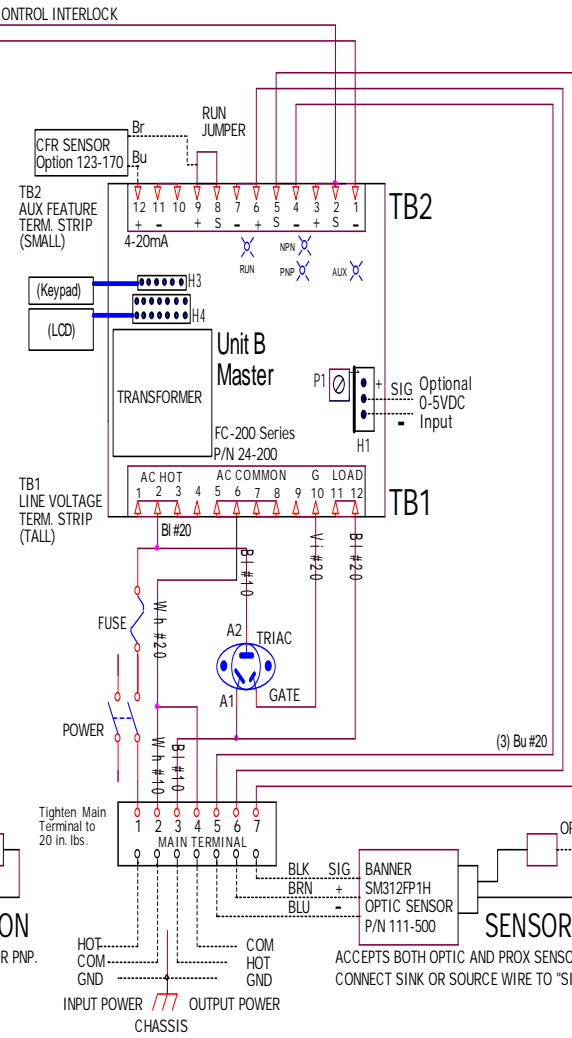 ONTROL INTERLOCK
RUN
JUMPER
Br
CFR SENSOR
Option 123-170
Bu
TB2
AUX FEATURE
TERM. STRIP
(SMALL)
12 11 10 9 8 7 6 5 4 3 2 1
+ - + S - + S - + S -
TB2
4-20mA
RUN
NPN
PNP
AUX
(Keypad)
H3
(LCD)
H4
Unit B
Master
TRANSFORMER
P1
+
SIG
-
Optional
0-5VDC
Input
H1
FC-200 Series
P/N 24-200
TB1
LINE VOLTAGE
TERM. STRIP
(TALL)
AC HOT AC COMMON G LOAD
1 2 3 4 5 6 7 8 9 10 11 12
TB1
Bl #20
Bl #10
Vi #20
Bl #20
Wh #20
FUSE
A2
TRIAC
A1
GATE
POWER
Wh #10
Bl #10
(3) Bu #20
Tighten Main
Terminal to
20 in. lbs.
1 2 3 4 5 6 7
MAIN TERMINAL
BLK SIG
BRN +
BLU -
BANNER
SM312FP1H
OPTIC SENSOR
P/N 111-500
OP
ON
R PNP.
SENSOR
ACCEPTS BOTH OPTIC AND PROX SENSO
CONNECT SINK OR SOURCE WIRE TO "SI
HOT COM
COM HOT
GND GND
INPUT POWER OUTPUT POWER
CHASSIS